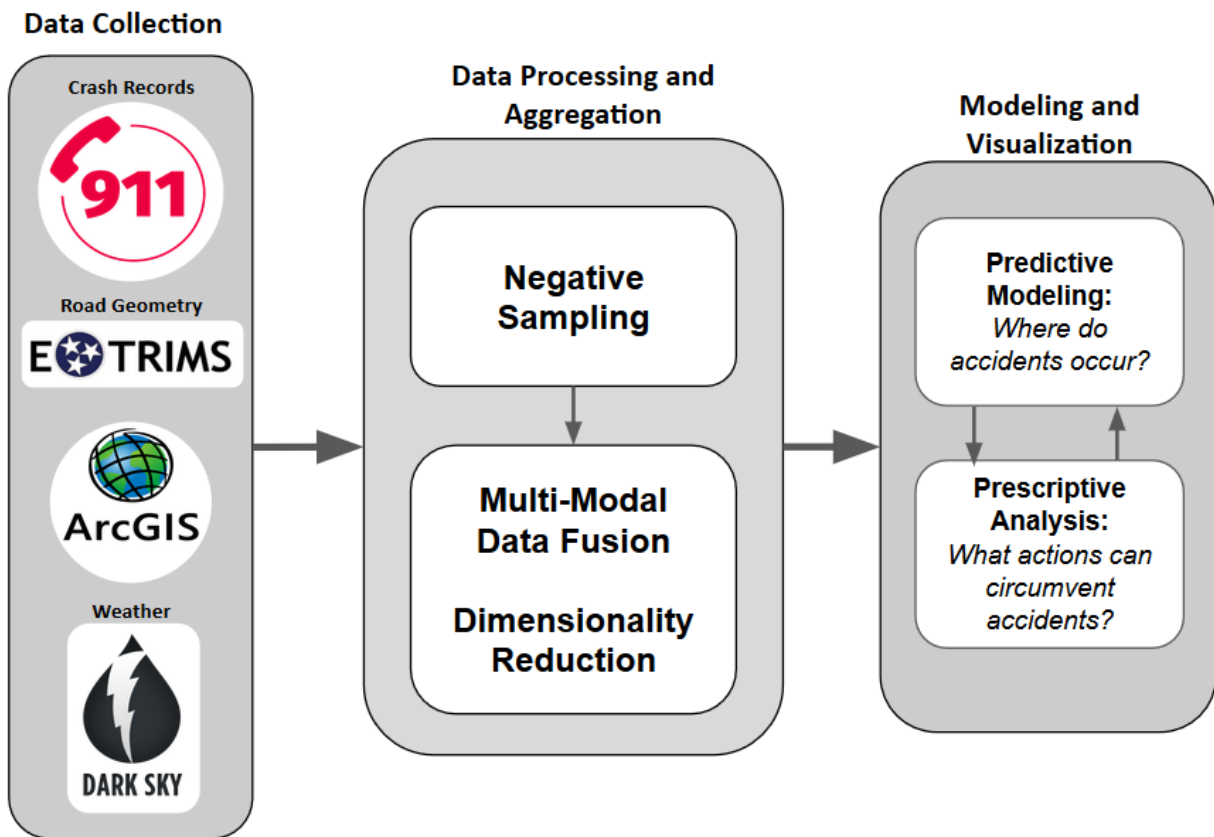 Data Collection
Crash Records
911
Road Geometry
E TRIMS
ArcGIS
Weather
DARK SKY
Data Processing and
Aggregation
Negative
Sampling
Multi-Modal
Data Fusion
Dimensionality
Reduction
Modeling and
Visualization
Predictive
Modeling:
Where do
accidents occur?
Prescriptive
Analysis:
What actions can
circumvent
accidents?